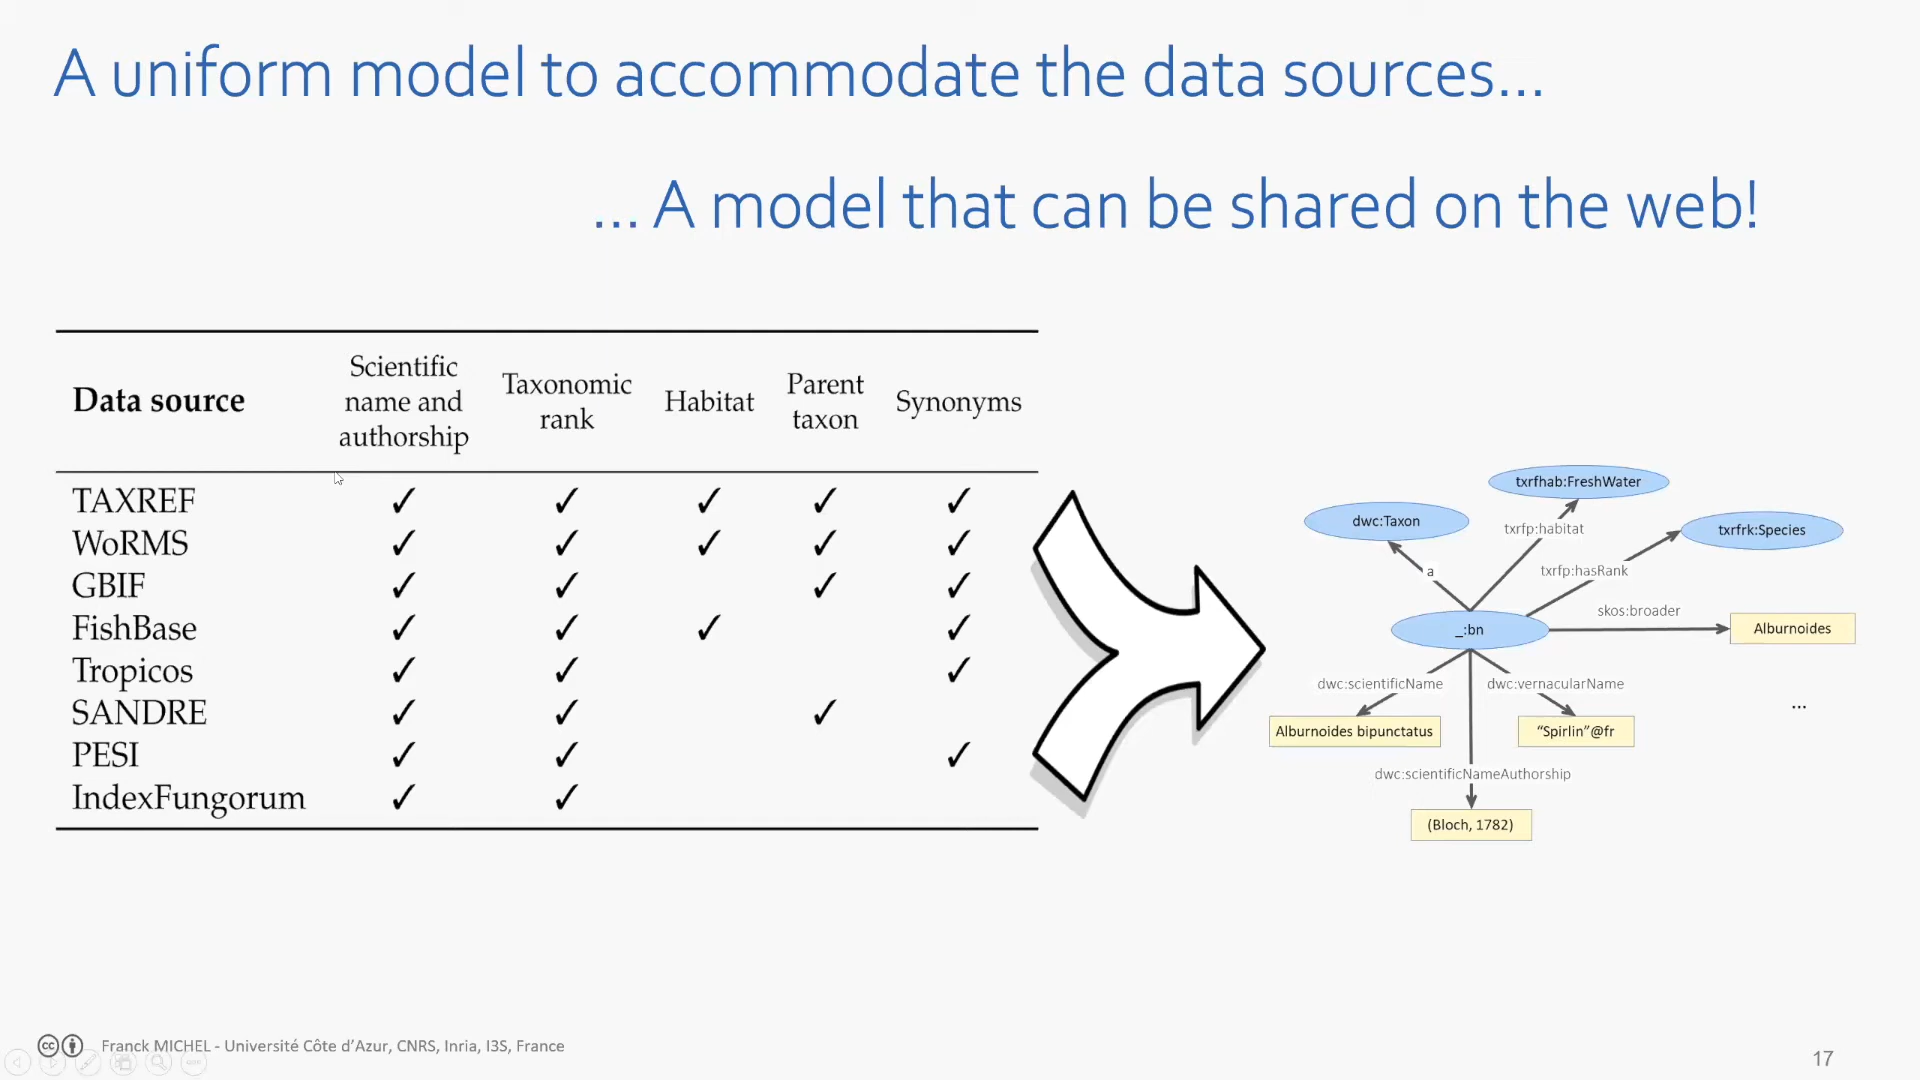 A uniform model to accommodate the data sources...
... A model that can be shared on the web!
Data source Scientific name and authorship Taxonomic rank Habitat Parent taxon Synonyms
TAXREF ✓ ✓ ✓ ✓ ✓
WoRMS ✓ ✓ ✓ ✓ ✓
GBIF ✓ ✓ ✓ ✓
FishBase ✓ ✓ ✓ ✓
Tropicos ✓ ✓ ✓
SANDRE ✓ ✓ ✓
PESI ✓ ✓ ✓
IndexFungorum ✓ ✓
txrfhab:FreshWater
dwc:Taxon
txrfp:habitat
txrfrk:Species
a
txrfp:hasRank
skos:broader
_:bn
Alburnoides
dwc:scientificName
dwc:vernacularName
...
Alburnoides bipunctatus
“Spirlin”@fr
dwc:scientificNameAuthorship
(Bloch, 1782)
cc
Franck MICHEL - Université Côte d’Azur, CNRS, Inria, I3S, France
17